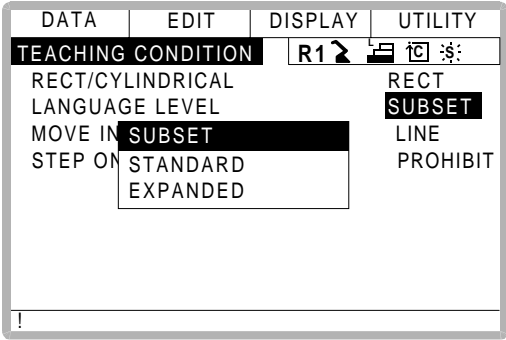 DATA EDIT DISPLAY UTILITY
TEACHING CONDITION R1 C S
RECT/CYLINDRICAL RECT
LANGUAGE LEVEL SUBSET
MOVE IN LINE
STEP ON PROHIBIT
SUBSET
STANDARD
EXPANDED
!